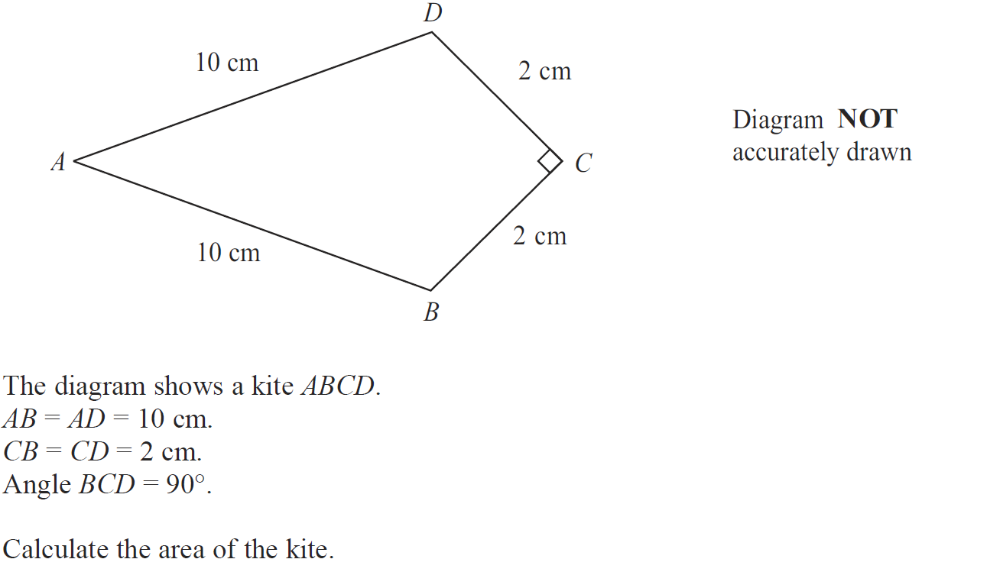 D
10 cm
2 cm
Diagram NOT
accurately drawn
A
C
10 cm
2 cm
B
The diagram shows a kite ABCD.
AB = AD = 10 cm.
CB = CD = 2 cm.
Angle BCD = 90°.
Calculate the area of the kite.